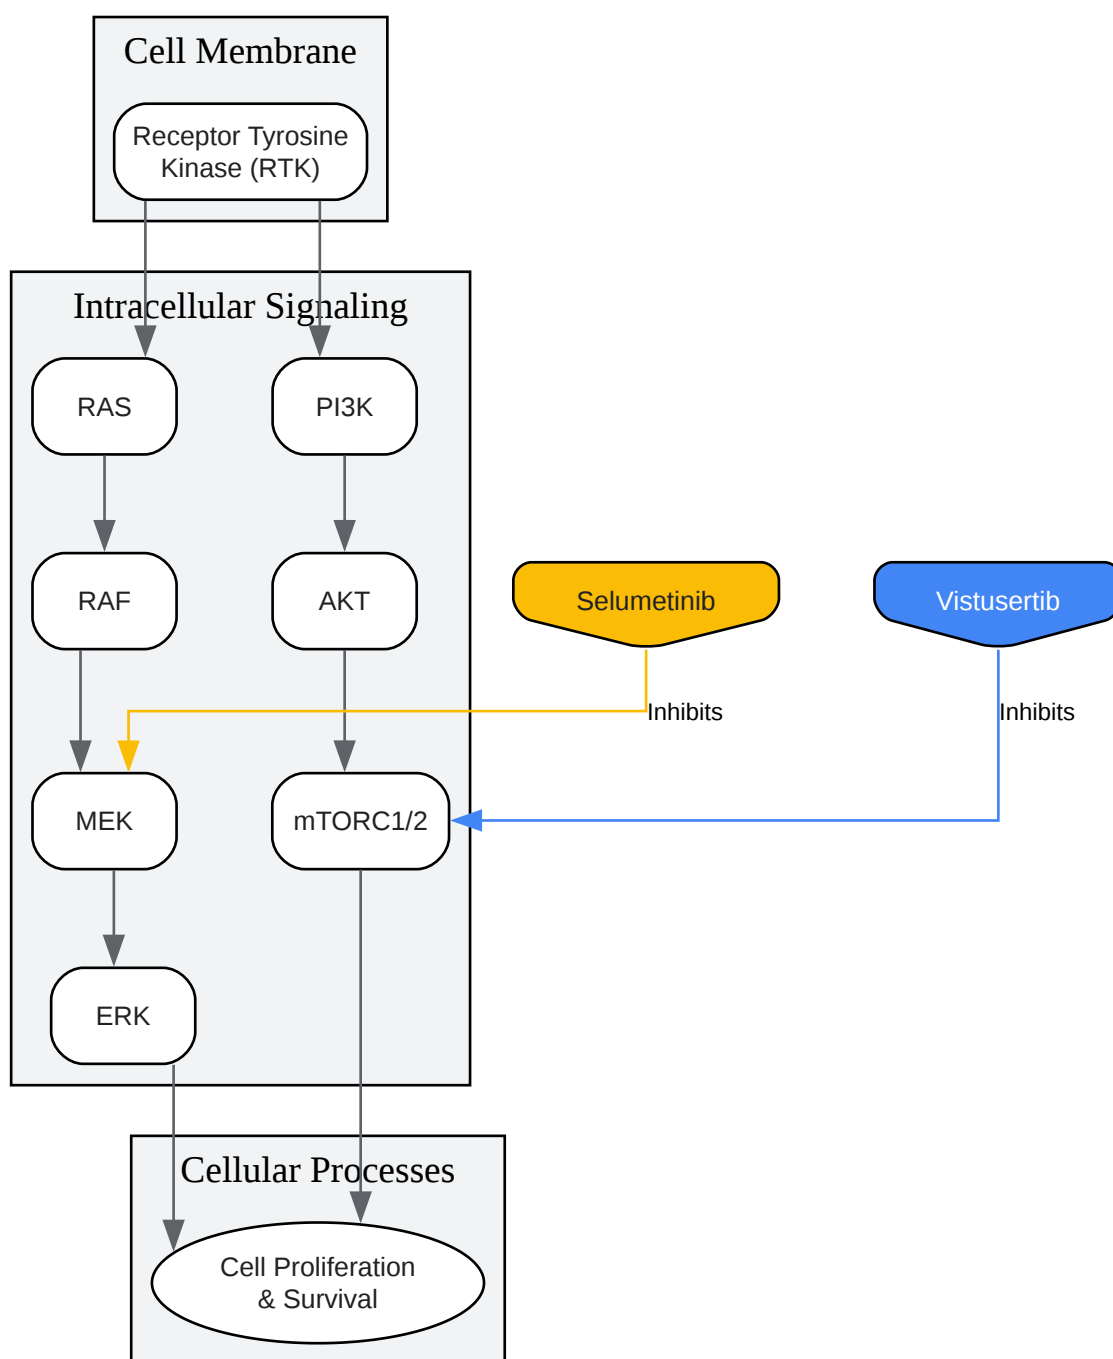 Cell Membrane
Receptor Tyrosine
Kinase (RTK)
Intracellular Signaling
RAS
PI3K
RAF
AKT
Selumetinib
Vistusertib
Inhibits
Inhibits
MEK
mTORC1/2
ERK
Cellular Processes
Cell Proliferation
& Survival